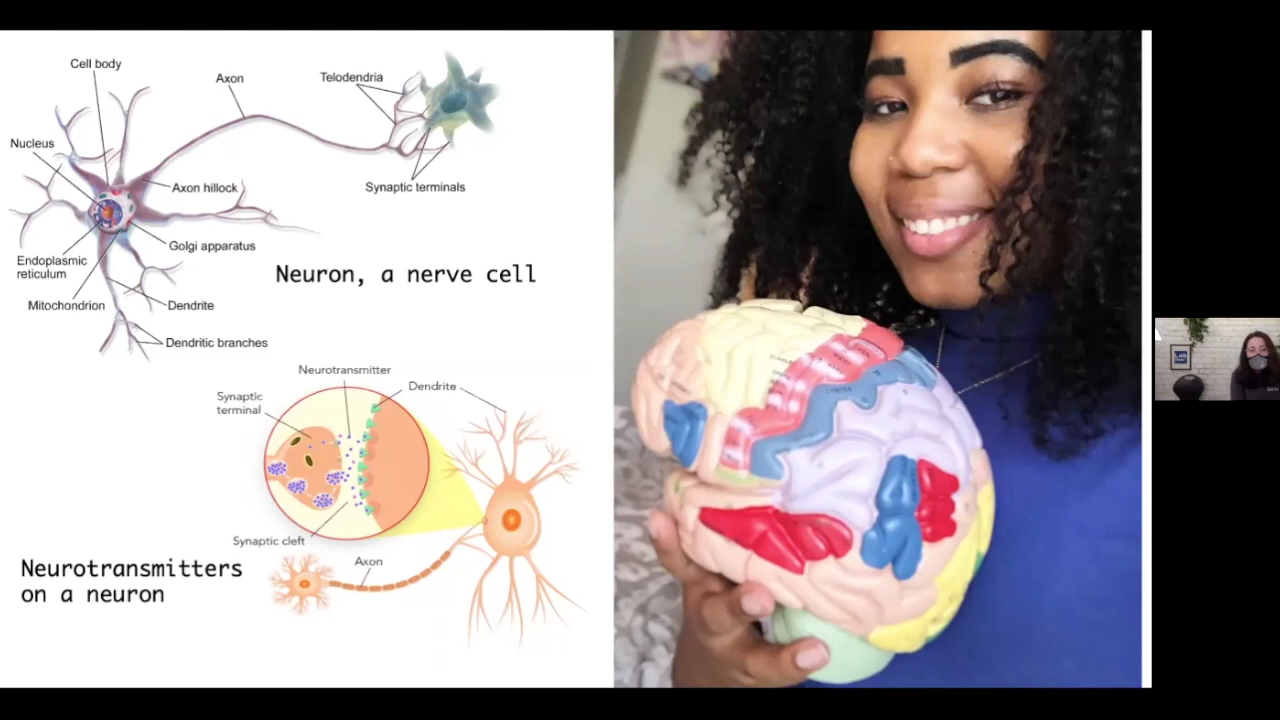 Cell body
Axon
Telodendria
Nucleus
Axon hillock
Synaptic terminals
Golgi apparatus
Endoplasmic
reticulum
Neuron, a nerve cell
Mitochondrion
Dendrite
Dendritic branches
Neurotransmitter
Dendrite
Synaptic
terminal
Synaptic cleft
Axon
Neurotransmitters
on a neuron